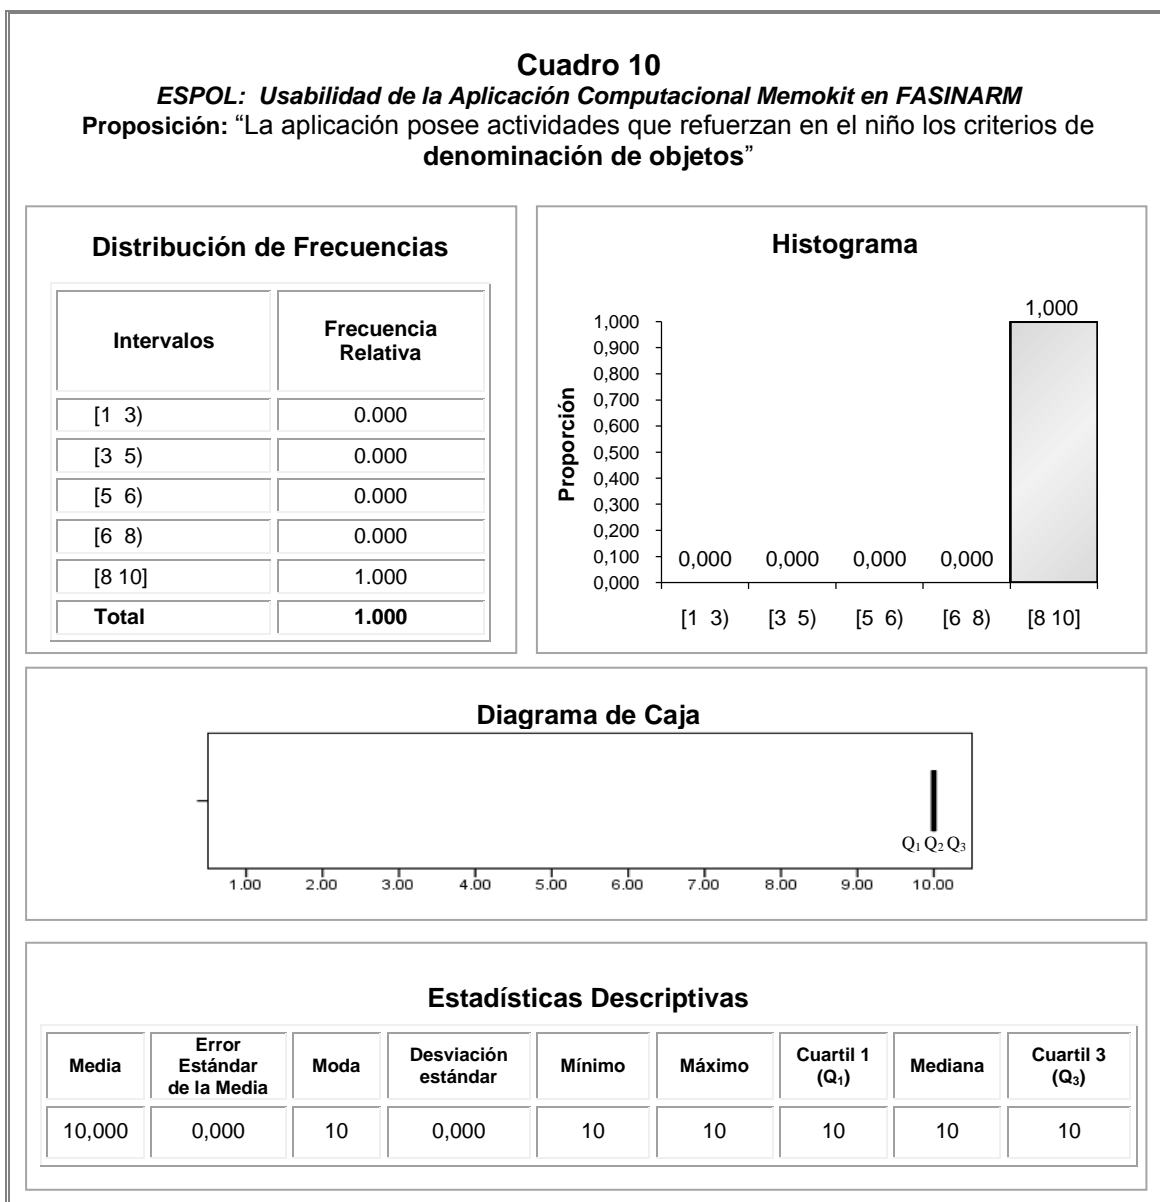 Cuadro 10
ESPOL: Usabilidad de la Aplicación Computacional Memokit en FASINARM
Proposición: “La aplicación posee actividades que refuerzan en el niño los criterios de
denominación de objetos”
Distribución de Frecuencias
Intervalos Frecuencia Relativa
[1 3) 0.000
[3 5) 0.000
[5 6) 0.000
[6 8) 0.000
[8 10] 1.000
Total 1.000
Histograma
Proporción
1,000
0,900
0,800
0,700
0,600
0,500
0,400
0,300
0,200
0,100
0,000
0,000 0,000 0,000 0,000 1,000
[1 3) [3 5) [5 6) [6 8) [8 10]
Diagrama de Caja
Q1 Q2 Q3
1.00 2.00 3.00 4.00 5.00 6.00 7.00 8.00 9.00 10.00
Estadísticas Descriptivas
Media Error Estándar de la Media Moda Desviación estándar Mínimo Máximo Cuartil 1 (Q1) Mediana Cuartil 3 (Q3)
10,000 0,000 10 0,000 10 10 10 10 10